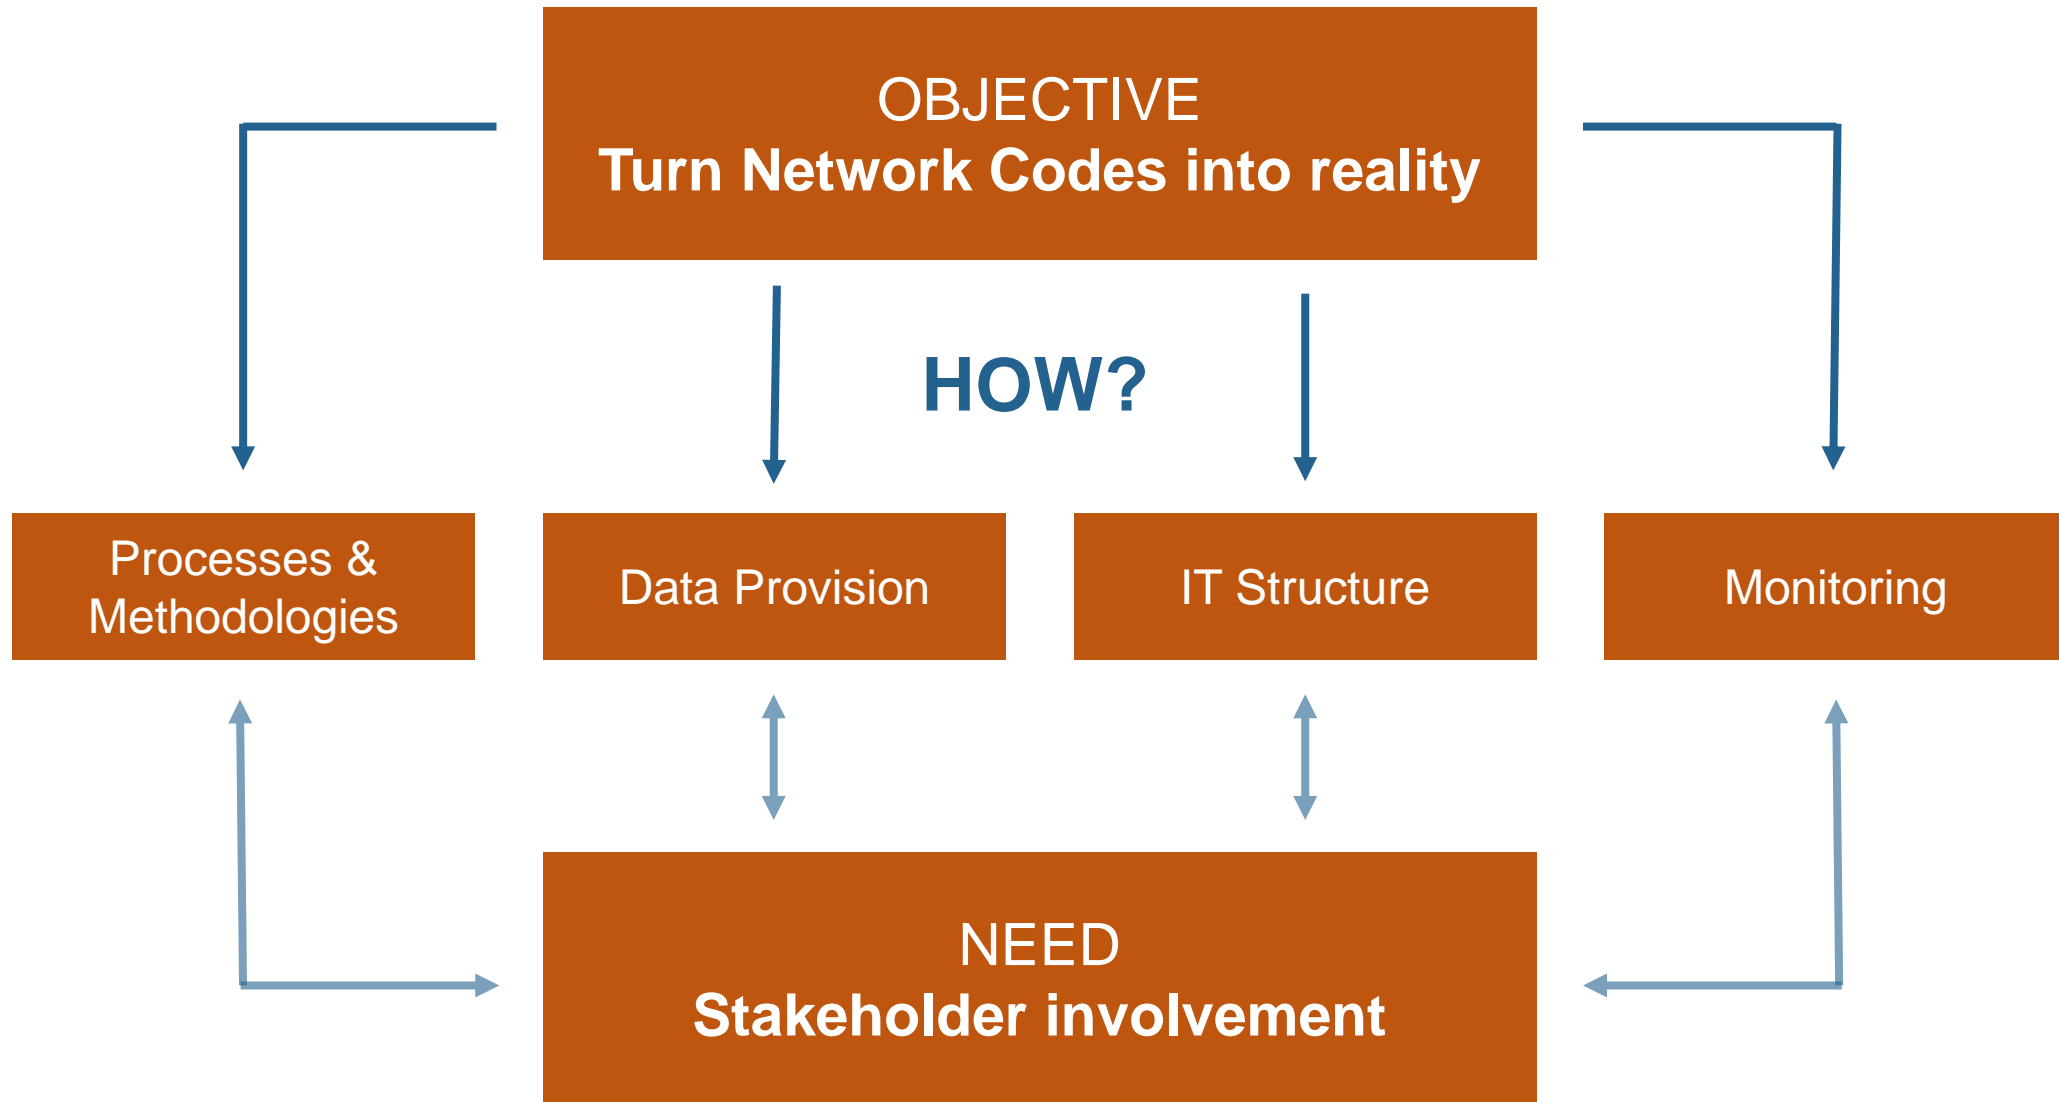 OBJECTIVE
Turn Network Codes into reality
HOW?
Processes &
Methodologies
Data Provision
IT Structure
Monitoring
NEED
Stakeholder involvement